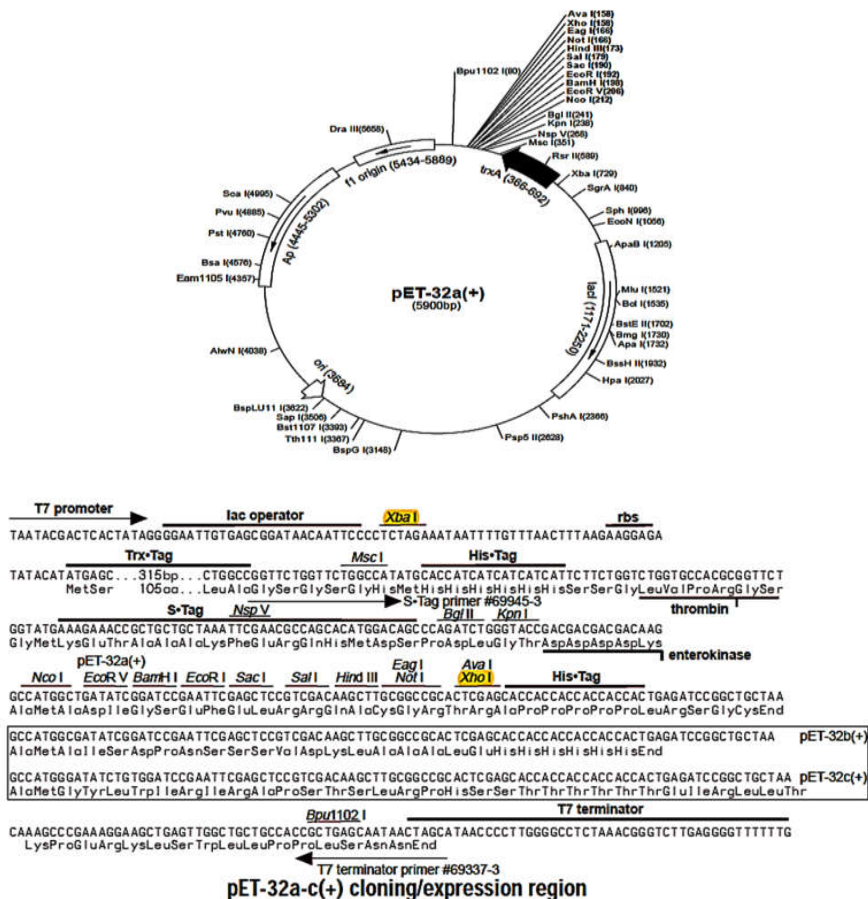 Ava I(158)
Xho I(158)
Eag I(166)
Not I(166)
Hind III(173)
Sal I(179)
Sac I(190)
EcoR I(192)
BamH I(198)
EcoR V(206)
Nco I(212)
Bpu1102 I(80)
Bgl II(241)
Kpn I(238)
Nsp V(268)
Msc I(351)
Rsr II(589)
Xba I(729)
SgrA I(840)
Sph I(996)
EcoN I(1056)
ApaB I(1205)
Mlu I(1521)
Bcl I(1535)
BstE II(1702)
Bmg I(1730)
Apa I(1732)
BssH II(1932)
Hpa I(2027)
PshA I(2366)
Psp5 II(2628)
BspG I(3148)
Tth111 I(3367)
Bst1107 I(3393)
Sap I(3506)
BspLU11 I(3622)
AlwN I(4038)
Eam1105 I(4357)
Bsa I(4576)
Pst I(4760)
Pvu I(4885)
Sca I(4995)
Dra III(5658)
f1 origin (5434-5889)
trxA (366-692)
Ap (4445-5302)
lacI (1171-2250)
ori (3684)
pET-32a(+)
(5900bp)
T7 promoter lac operator Xba I rbs
TAATACGACTCACTATAGGGGAATTGTGAGCGGATAACAATTCCCCTCTAGAAATAATTTTGTTTAACTTTAAGAAGGAGA
Trx•Tag Msc I His•Tag
TATACATATGAGC...315bp...CTGGCCGGTTCTGGTTCTGGCCATATGCACCATCATCATCATCATTCTTCTGGTCTGGTGCCACGCGGTTCT
MetSer 105aa LeuAlaGlySerGlySerGlyHisMetHisHisHisHisHisHisSerSerGlyLeuValProArgGlySer
S•Tag primer #69945-3 thrombin
S•Tag Nsp V Bgl II Kpn I
GGTATGAAAGAAACCGCTGCTGCTAAATTCGAACGCCAGCACATGGACAGCCCAGATCTGGGTACCGACGACGACGACAAG
GlyMetLysGluThrAlaAlaAlaLysPheGluArgGlnHisMetAspSerProAspLeuGlyThrAspAspAspAspLys
enterokinase
pET-32a(+) Eag I Ava I
Nco I EcoR V BamH I EcoR I Sac I Sal I Hind III Not I Xho I His•Tag
GCCATGGCTGATATCGGATCCGAATTCGAGCTCCGTCGACAAGCTTGCGGCCGCACTCGAGCACCACCACCACCACCACTGAGATCCGGCTGCTAA
AlaMetAlaAspIleGlySerGluPheGluLeuArgArgGlnAlaCysGlyArgThrArgAlaProProProProProProLeuArgSerGlyCysEnd
GCCATGGCGATATCGGATCCGAATTCGAGCTCCGTCGACAAGCTTGCGGCCGCACTCGAGCACCACCACCACCACCACTGAGATCCGGCTGCTAA pET-32b(+)
AlaMetAlaIleSerAspProAsnSerSerSerValAspLysLeuAlaAlaAlaLeuGluHisHisHisHisHisHisEnd
GCCATGGGATATCTGTGGATCCGAATTCGAGCTCCGTCGACAAGCTTGCGGCCGCACTCGAGCACCACCACCACCACCACTGAGATCCGGCTGCTAA pET-32c(+)
AlaMetGlyTyrLeuTrpIleArgIleArgAlaProSerThrSerLeuArgProHisSerSerThrThrThrThrThrThrGluIleArgLeuLeuThr
Bpu1102 I T7 terminator
CAAAGCCCGAAAGGAAGCTGAGTTGGCTGCTGCCACCGCTGAGCAATAACTAGCATAACCCCTTGGGGCCTCTAAACGGGTCTTGAGGGGTTTTTTG
LysProGluArgLysLeuSerTrpLeuLeuProProLeuSerAsnAsnEnd
T7 terminator primer #69337-3
pET-32a-c(+) cloning/expression region